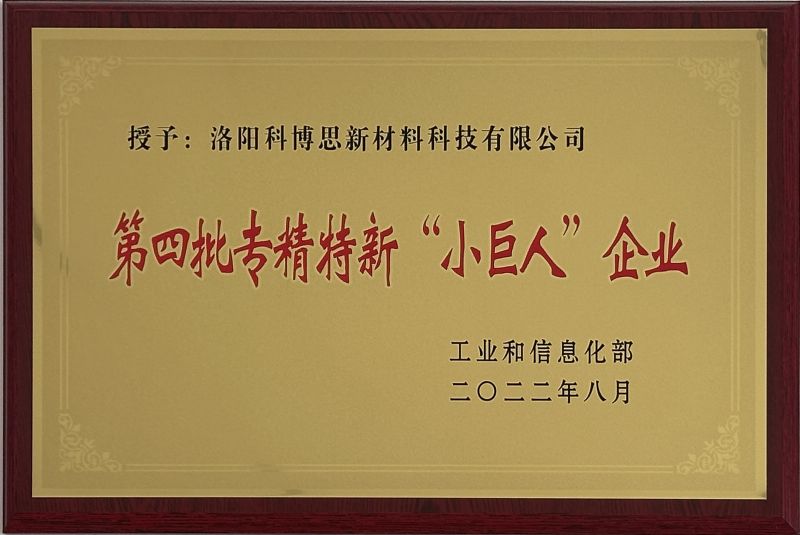 授予：洛阳科博思新材料科技有限公司
第四批专精特新“小巨人”企业
工业和信息化部
二〇二二年八月